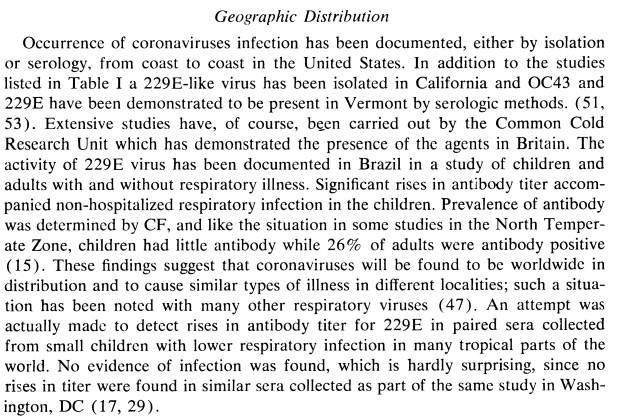 Geographic Distribution
Occurrence of coronaviruses infection has been documented, either by isolation
or serology, from coast to coast in the United States. In addition to the studies
listed in Table I a 229E-like virus has been isolated in California and OC43 and
229E have been demonstrated to be present in Vermont by serologic methods. (51,
53). Extensive studies have, of course, been carried out by the Common Cold
Research Unit which has demonstrated the presence of the agents in Britain. The
activity of 229E virus has been documented in Brazil in a study of children and
adults with and without respiratory illness. Significant rises in antibody titer accom-
panied non-hospitalized respiratory infection in the children. Prevalence of antibody
was determined by CF, and like the situation in some studies in the North Temper-
ate Zone, children had little antibody while 26% of adults were antibody positive
(15). These findings suggest that coronaviruses will be found to be worldwide in
distribution and to cause similar types of illness in different localities; such a situa-
tion has been noted with many other respiratory viruses (47). An attempt was
actually made to detect rises in antibody titer for 229E in paired sera collected
from small children with lower respiratory infection in many tropical parts of the
world. No evidence of infection was found, which is hardly surprising, since no
rises in titer were found in similar sera collected as part of the same study in Wash-
ington, DC (17, 29).